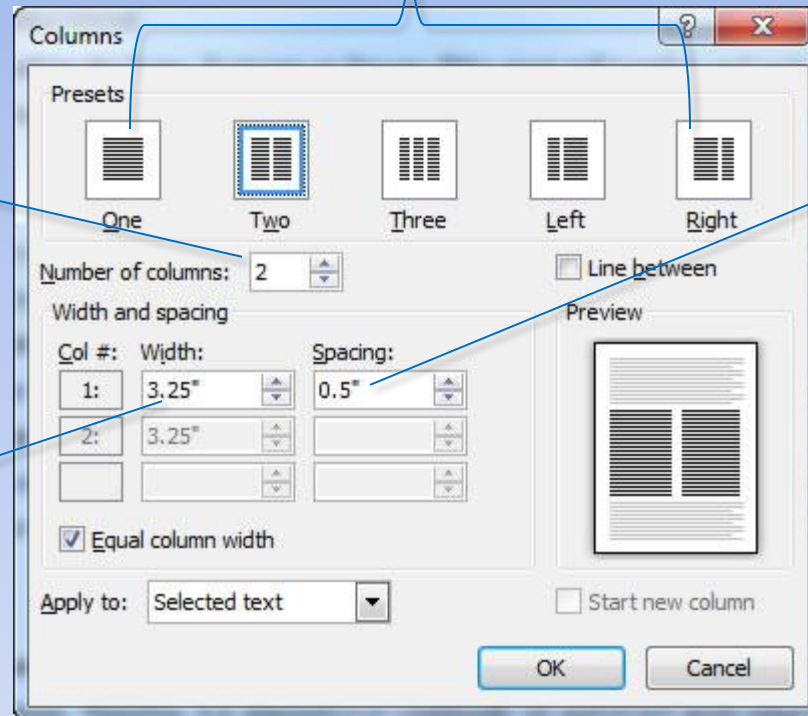 Columns
?
X
Presets
One Two Three Left Right
Number of columns: 2
Line between
Width and spacing
Preview
Col #: Width: Spacing:
1: 3.25" 0.5"
2: 3.25"
Equal column width
Apply to: Selected text
Start new column
OK Cancel